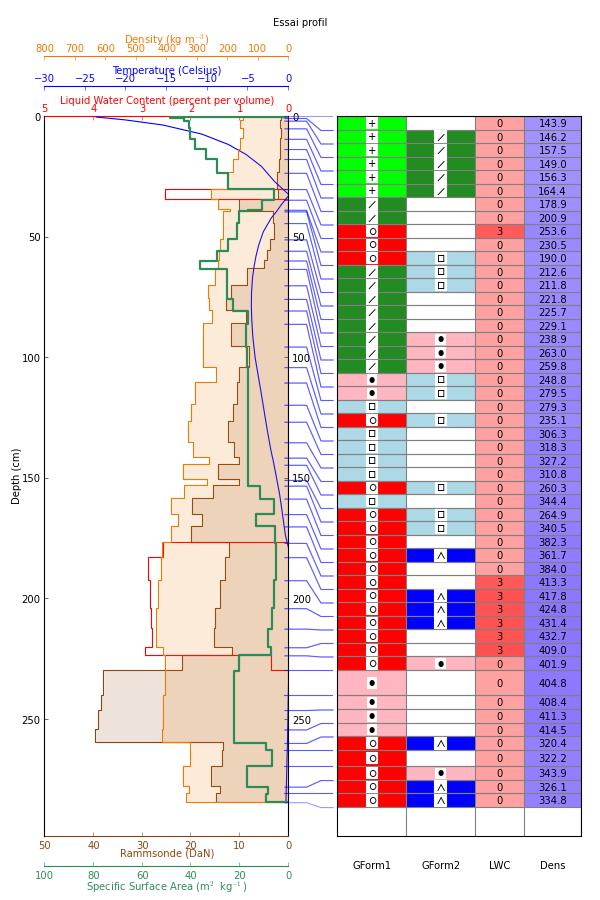 Essai profil
Density (kg m⁻³)
800 700 600 500 400 300 200 100 0
Temperature (Celsius)
−30 −25 −20 −15 −10 −5 0
Liquid Water Content (percent per volume)
5 4 3 2 1 0
0 0
50 50
100 100
150 150
200 200
250 250
Depth (cm)
50 40 30 20 10 0
Rammsonde (DaN)
100 80 60 40 20 0
Specific Surface Area (m² kg⁻¹)
+ 0 143.9
+ ∕ 0 146.2
+ ∕ 0 157.5
+ ∕ 0 149.0
+ ∕ 0 156.3
+ ∕ 0 164.4
∕ 0 178.9
∕ 0 200.9
○ 3 253.6
○ 0 230.5
○ □ 0 190.0
∕ □ 0 212.6
∕ □ 0 211.8
∕ 0 221.8
∕ 0 225.7
∕ 0 229.1
∕ ● 0 238.9
∕ ● 0 263.0
∕ ● 0 259.8
● □ 0 248.8
● □ 0 279.5
□ 0 279.3
○ □ 0 235.1
□ 0 306.3
□ 0 318.3
□ 0 327.2
□ 0 310.8
○ □ 0 260.3
□ 0 344.4
○ □ 0 264.9
○ □ 0 340.5
○ 0 382.3
○ ∧ 0 361.7
○ 0 384.0
○ 3 413.3
○ ∧ 3 417.8
○ ∧ 3 424.8
○ ∧ 3 431.4
○ 3 432.7
○ 3 409.0
○ ● 0 401.9
● 0 404.8
● 0 408.4
● 0 411.3
● 0 414.5
○ ∧ 0 320.4
○ 0 322.2
○ ● 0 343.9
○ ∧ 0 326.1
○ ∧ 0 334.8
GForm1 GForm2 LWC Dens